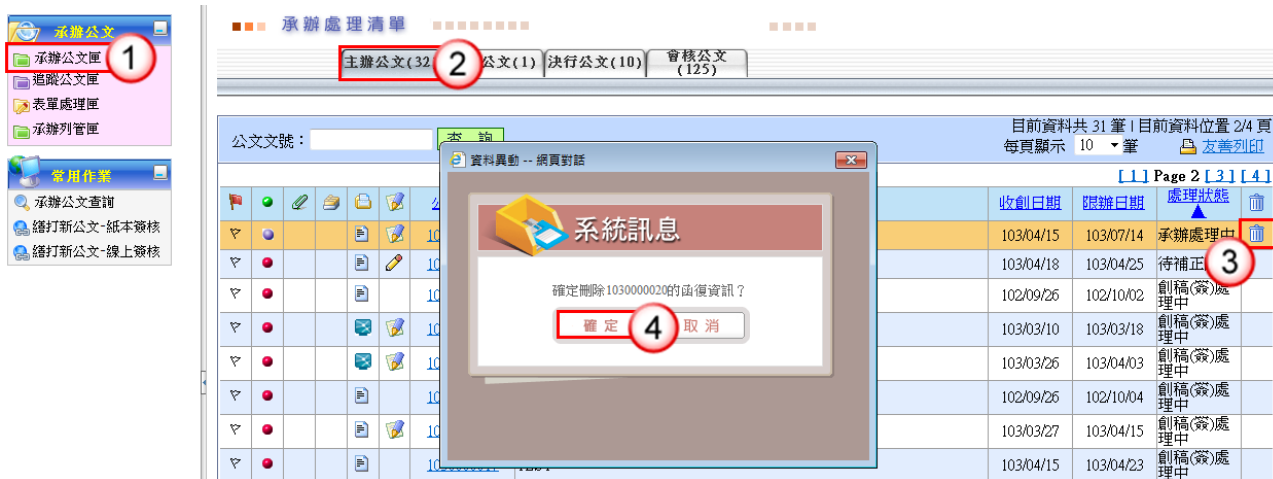 承辦公文
承辦公文匣
1
追蹤公文匣
表單處理匣
承辦列管匣
常用作業
承辦公文查詢
繕打新公文-紙本簽核
繕打新公文-線上簽核
承辦處理清單
主辦公文(32
2
公文(1)
決行公文(10)
會核公文
(125)
公文文號：
查 詢
目前資料共 31 筆 | 目前資料位置 2/4 頁
每頁顯示 10 筆 友善列印
[ 1 ] Page 2 [ 3 ] [ 4 ]
收創日期 限辦日期 處理狀態
10 103/04/15 103/07/14 承辦處理中
3
10 103/04/18 103/04/25 待補正
10 102/09/26 102/10/02 創稿(簽)處理中
10 103/03/10 103/03/18 創稿(簽)處理中
10 103/03/26 103/04/03 創稿(簽)處理中
10 102/09/26 102/10/04 創稿(簽)處理中
10 103/03/27 103/04/15 創稿(簽)處理中
103/04/15 103/04/23 創稿(簽)處理中
資料異動 -- 網頁對話
系統訊息
確定刪除1030000020的函復資訊？
確 定
4
取 消